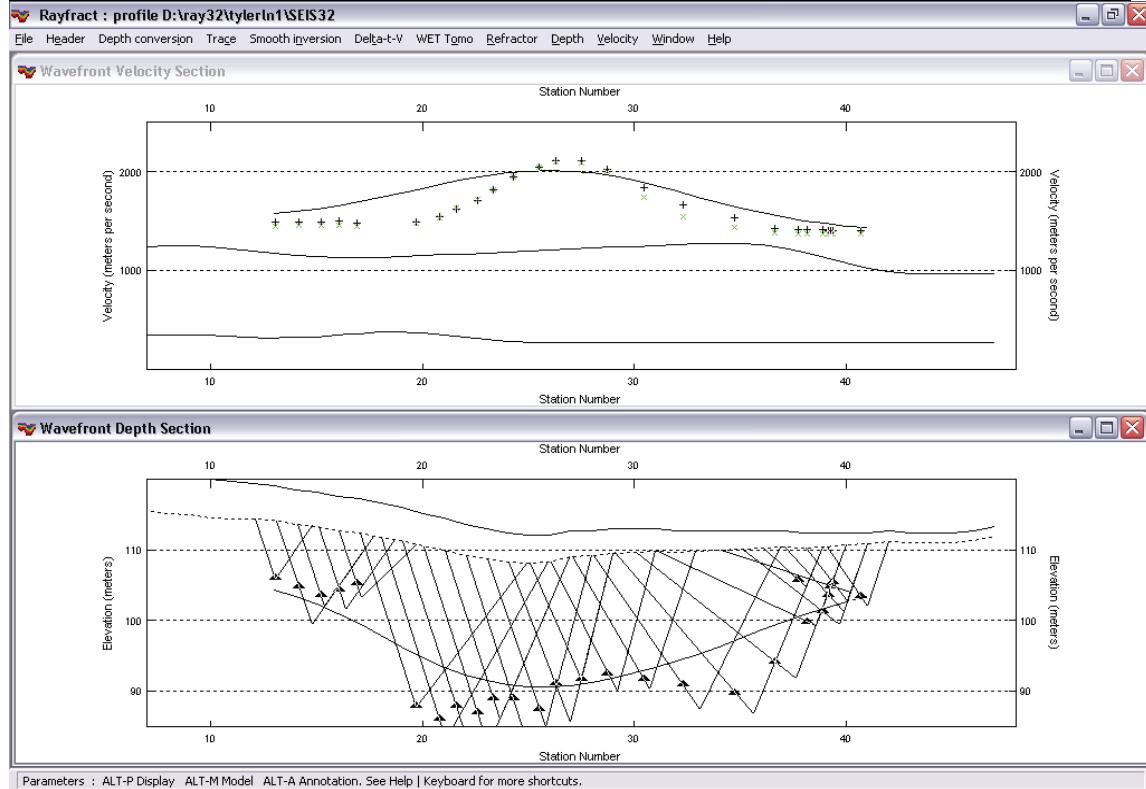 Rayfract : profile D:\ray32\tylerln1\SEIS32
File Header Depth conversion Trace Smooth inversion Delta-t-V WET Tomo Refractor Depth Velocity Window Help
Wavefront Velocity Section
Station Number
10 20 30 40
2000 2000
1000 1000
Velocity (meters per second)
Velocity (meters per second)
10 20 30 40
Station Number
Wavefront Depth Section
Station Number
10 20 30 40
110 110
100 100
90 90
Elevation (meters)
Elevation (meters)
10 20 30 40
Station Number
Parameters : ALT-P Display ALT-M Model ALT-A Annotation. See Help | Keyboard for more shortcuts.